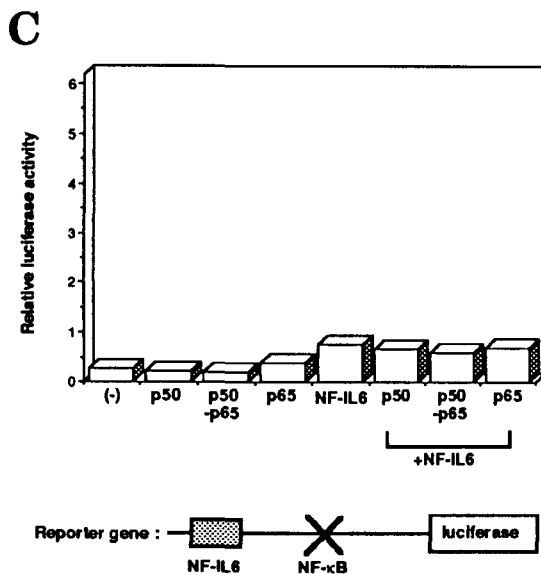 C
Relative luciferase activity
6
5
4
3
2
1
0
(-) p50 p50 p65 NF-IL6 p50 p50 p65
-p65 -p65
+NF-IL6
Reporter gene : luciferase
NF-IL6 NF-κB